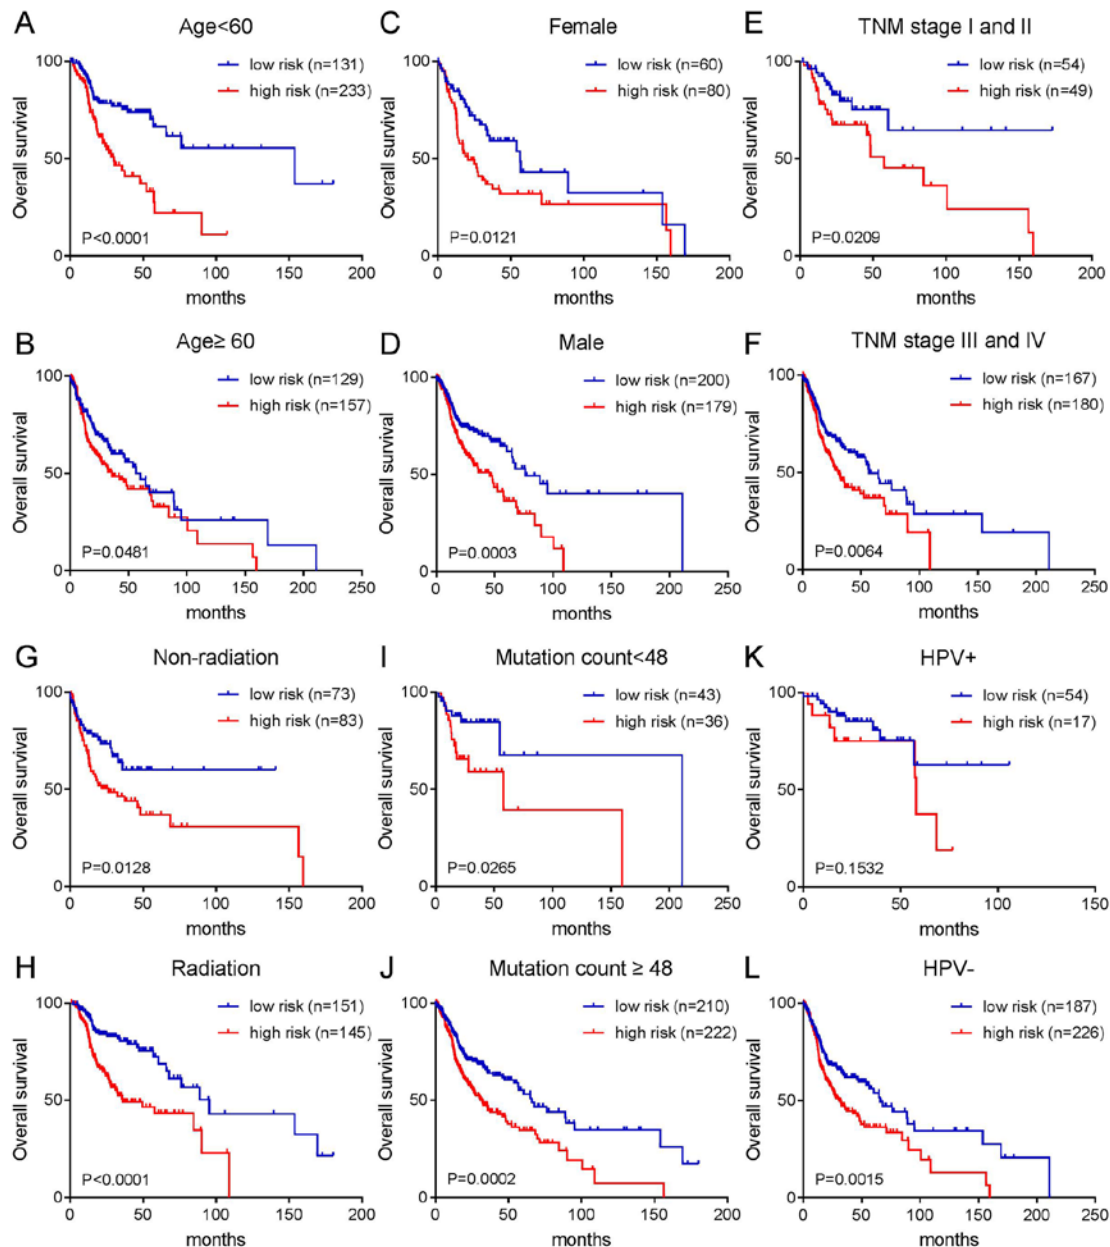 A
Age<60
100
50
0
Overall survival
low risk (n=131)
high risk (n=233)
P<0.0001
0 50 100 150 200
months
C
Female
100
50
0
Overall survival
low risk (n=60)
high risk (n=80)
P=0.0121
0 50 100 150 200
months
E
TNM stage I and II
100
50
0
Overall survival
low risk (n=54)
high risk (n=49)
P=0.0209
0 50 100 150 200
months
B
Age≥ 60
100
50
0
Overall survival
low risk (n=129)
high risk (n=157)
P=0.0481
0 50 100 150 200 250
months
D
Male
100
50
0
Overall survival
low risk (n=200)
high risk (n=179)
P=0.0003
0 50 100 150 200 250
months
F
TNM stage III and IV
100
50
0
Overall survival
low risk (n=167)
high risk (n=180)
P=0.0064
0 50 100 150 200 250
months
G
Non-radiation
100
50
0
Overall survival
low risk (n=73)
high risk (n=83)
P=0.0128
0 50 100 150 200
months
I
Mutation count<48
100
50
0
Overall survival
low risk (n=43)
high risk (n=36)
P=0.0265
0 50 100 150 200 250
months
K
HPV+
100
50
0
Overall survival
low risk (n=54)
high risk (n=17)
P=0.1532
0 50 100 150
months
H
Radiation
100
50
0
Overall survival
low risk (n=151)
high risk (n=145)
P<0.0001
0 50 100 150 200
months
J
Mutation count ≥ 48
100
50
0
Overall survival
low risk (n=210)
high risk (n=222)
P=0.0002
0 50 100 150 200
months
L
HPV-
100
50
0
Overall survival
low risk (n=187)
high risk (n=226)
P=0.0015
0 50 100 150 200 250
months